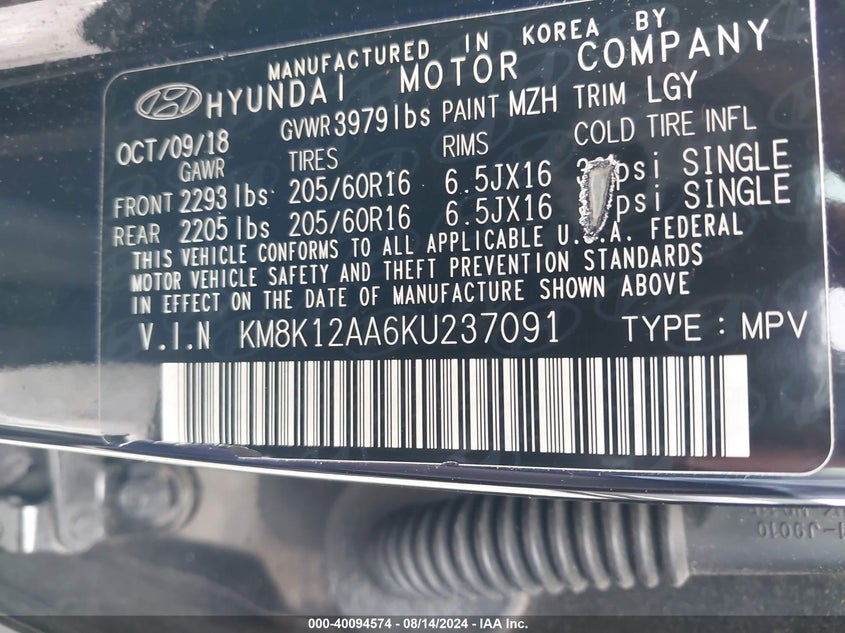 MANUFACTURED IN KOREA BY
HYUNDAI MOTOR COMPANY
OCT/09/18 GVWR 3979lbs PAINT MZH TRIM LGY
GAWR TIRES RIMS COLD TIRE INFL
FRONT 2293 lbs 205/60R16 6.5JX16 psi SINGLE
REAR 2205 lbs 205/60R16 6.5JX16 psi SINGLE
THIS VEHICLE CONFORMS TO ALL APPLICABLE U.S.A. FEDERAL
MOTOR VEHICLE SAFETY AND THEFT PREVENTION STANDARDS
IN EFFECT ON THE DATE OF MANUFACTURE SHOWN ABOVE
V.I.N KM8K12AA6KU237091 TYPE : MPV
000-40094574 - 08/14/2024 - IAA Inc.